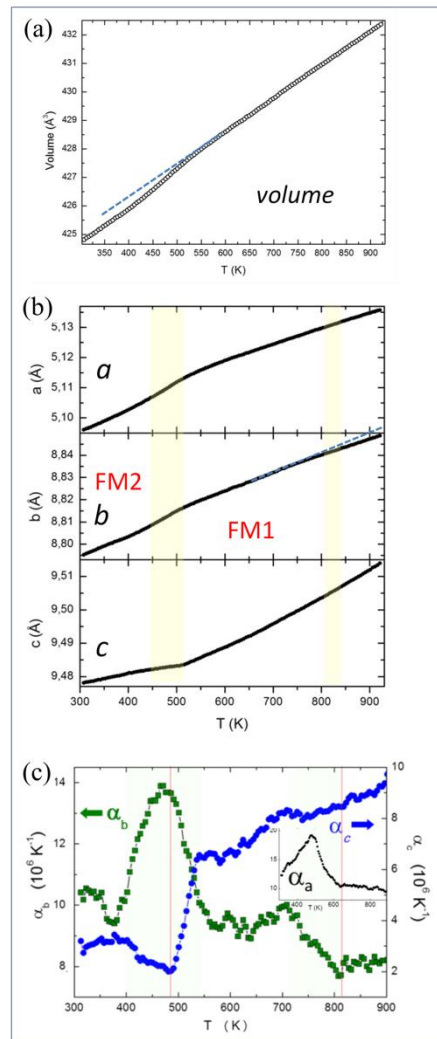 (a)
432
431
430
429
428
427
426
425
Volume (Å³)
volume
350 400 450 500 550 600 650 700 750 800 850 900
T (K)
(b)
5,13
5,12
5,11
5,10
a (Å)
a
8,84
8,83
8,82
8,81
8,80
b (Å)
FM2
b
FM1
9,51
9,50
9,49
9,48
c (Å)
c
300 400 500 600 700 800 900
T (K)
(c)
14
12
10
8
α_b (10⁶ K⁻¹)
α_b
α_c
10
8
6
4
2
α_c (10⁶ K⁻¹)
20
15
10
α_a
400 600 800
T (K)
300 400 500 600 700 800 900
T (K)